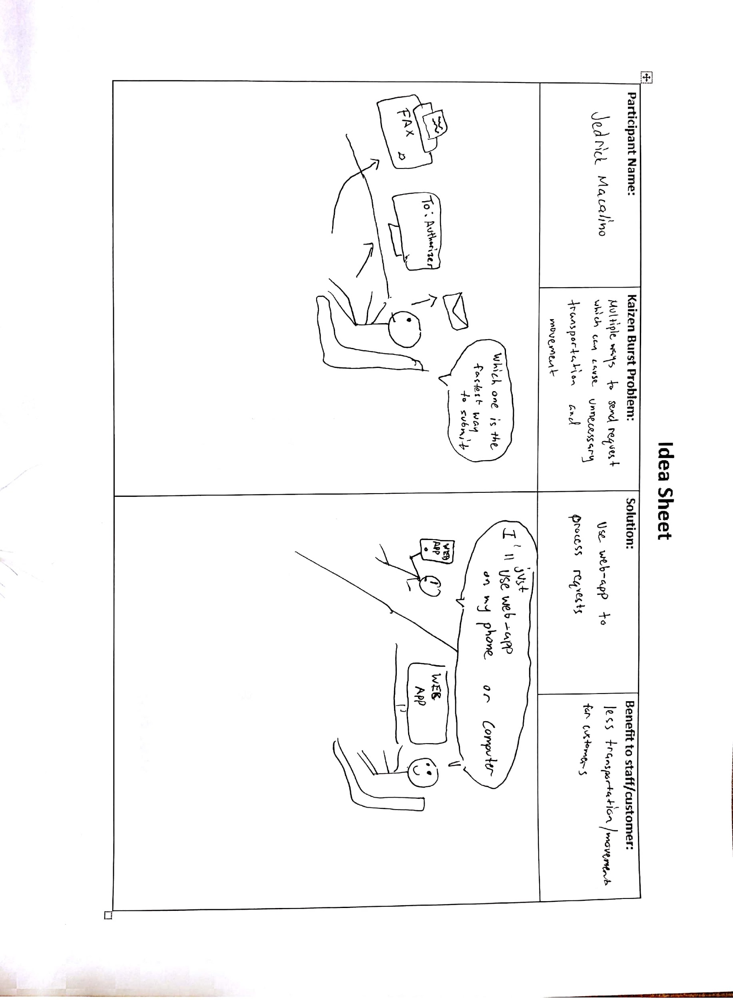 Idea Sheet
Participant Name:
Jedrick Macalino
Kaizen Burst Problem:
Multiple ways to send request
which can cause unnecessary
transportation and
movement
Solution:
Use web-app to
process requests
Benefit to staff/customer:
less transportation/movement
for customers
FAX
To: Authorizer
Which one is the
fastest way
to submit
just
I'll use web-app
on my phone or Computer
WEB
APP
WEB
APP